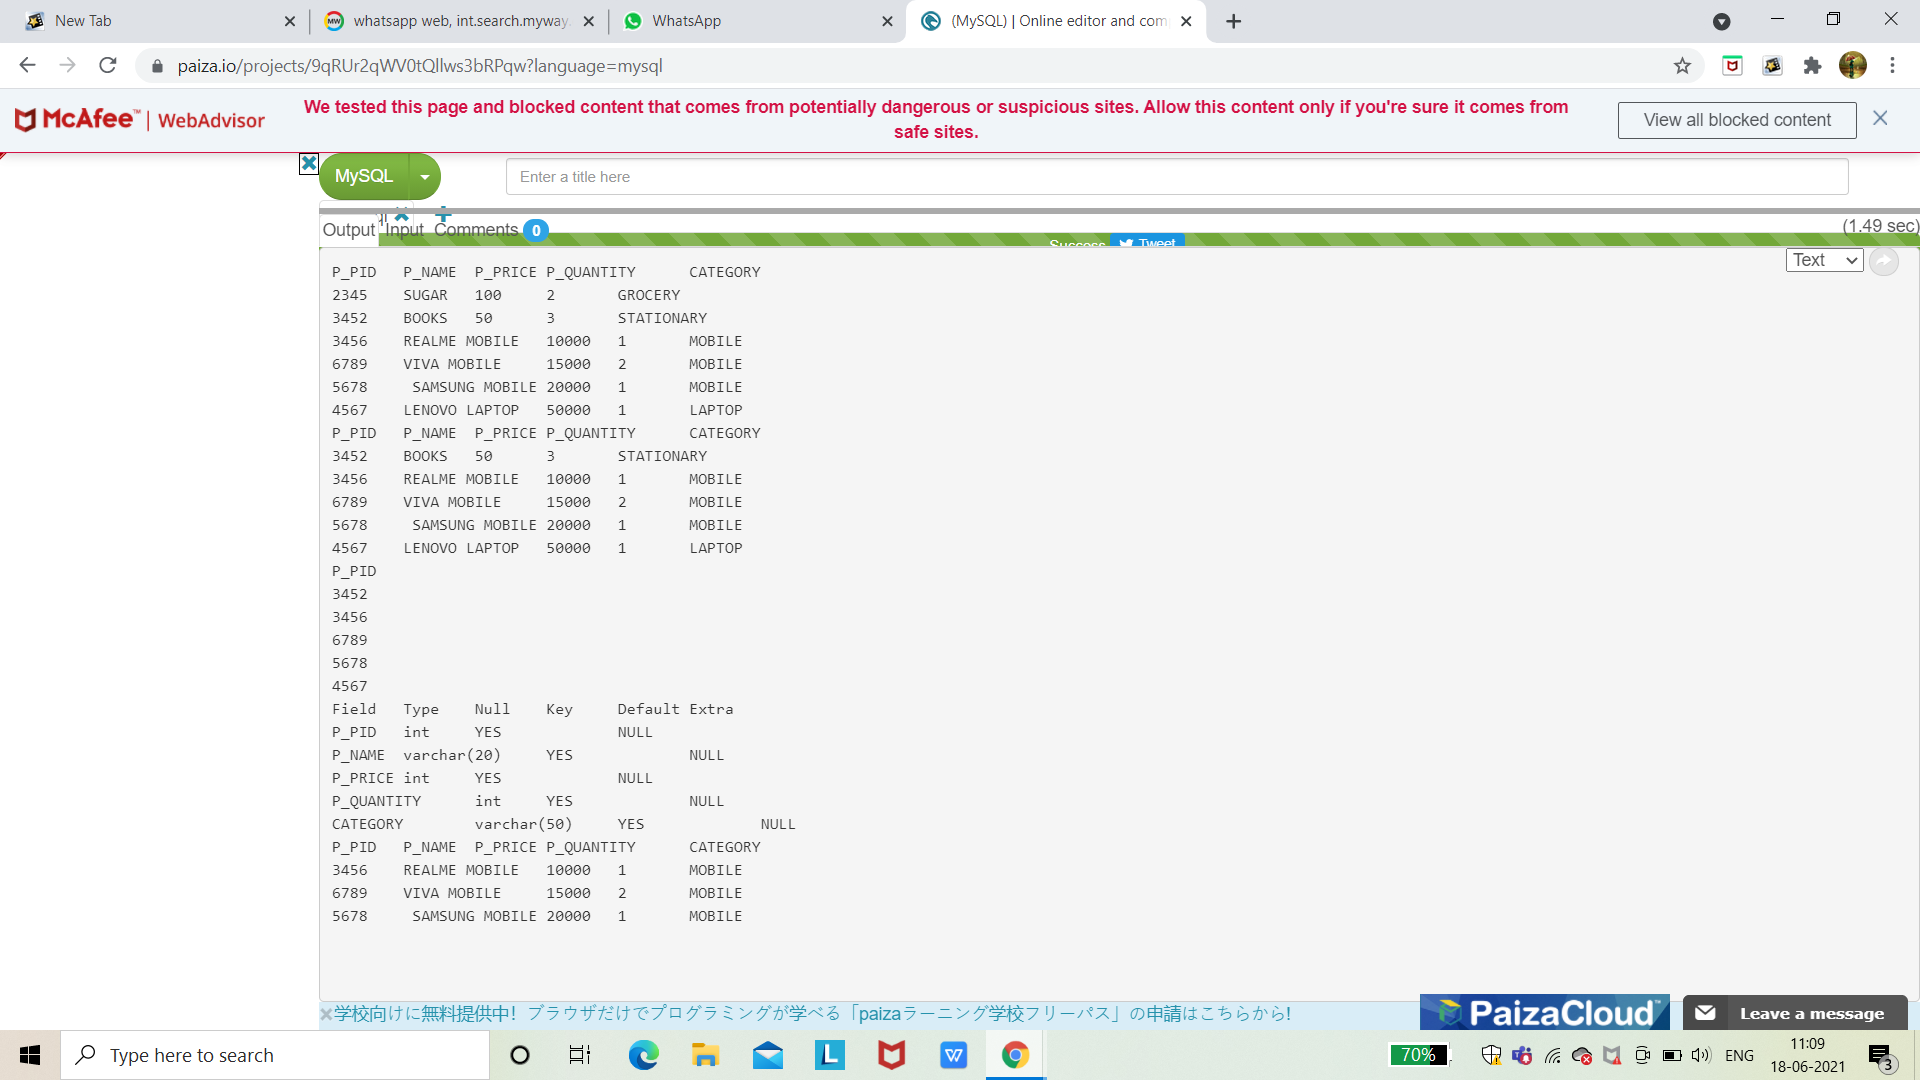 New Tab
whatsapp web, int.search.myway.
WhatsApp
(MySQL) | Online editor and com
paiza.io/projects/9qRUr2qWV0tQllws3bRPqw?language=mysql
McAfee™ | WebAdvisor
We tested this page and blocked content that comes from potentially dangerous or suspicious sites. Allow this content only if you're sure it comes from
safe sites.
View all blocked content
MySQL
Enter a title here
Output Input Comments 0
Success Tweet
(1.49 sec)
Text
P_PID P_NAME P_PRICE P_QUANTITY CATEGORY
2345 SUGAR 100 2 GROCERY
3452 BOOKS 50 3 STATIONARY
3456 REALME MOBILE 10000 1 MOBILE
6789 VIVA MOBILE 15000 2 MOBILE
5678 SAMSUNG MOBILE 20000 1 MOBILE
4567 LENOVO LAPTOP 50000 1 LAPTOP
P_PID P_NAME P_PRICE P_QUANTITY CATEGORY
3452 BOOKS 50 3 STATIONARY
3456 REALME MOBILE 10000 1 MOBILE
6789 VIVA MOBILE 15000 2 MOBILE
5678 SAMSUNG MOBILE 20000 1 MOBILE
4567 LENOVO LAPTOP 50000 1 LAPTOP
P_PID
3452
3456
6789
5678
4567
Field Type Null Key Default Extra
P_PID int YES NULL
P_NAME varchar(20) YES NULL
P_PRICE int YES NULL
P_QUANTITY int YES NULL
CATEGORY varchar(50) YES NULL
P_PID P_NAME P_PRICE P_QUANTITY CATEGORY
3456 REALME MOBILE 10000 1 MOBILE
6789 VIVA MOBILE 15000 2 MOBILE
5678 SAMSUNG MOBILE 20000 1 MOBILE
学校向けに無料提供中！ブラウザだけでプログラミングが学べる「paizaラーニング学校フリーパス」の申請はこちらから!
PaizaCloud™
Leave a message
Type here to search
70%
ENG
11:09
18-06-2021
3